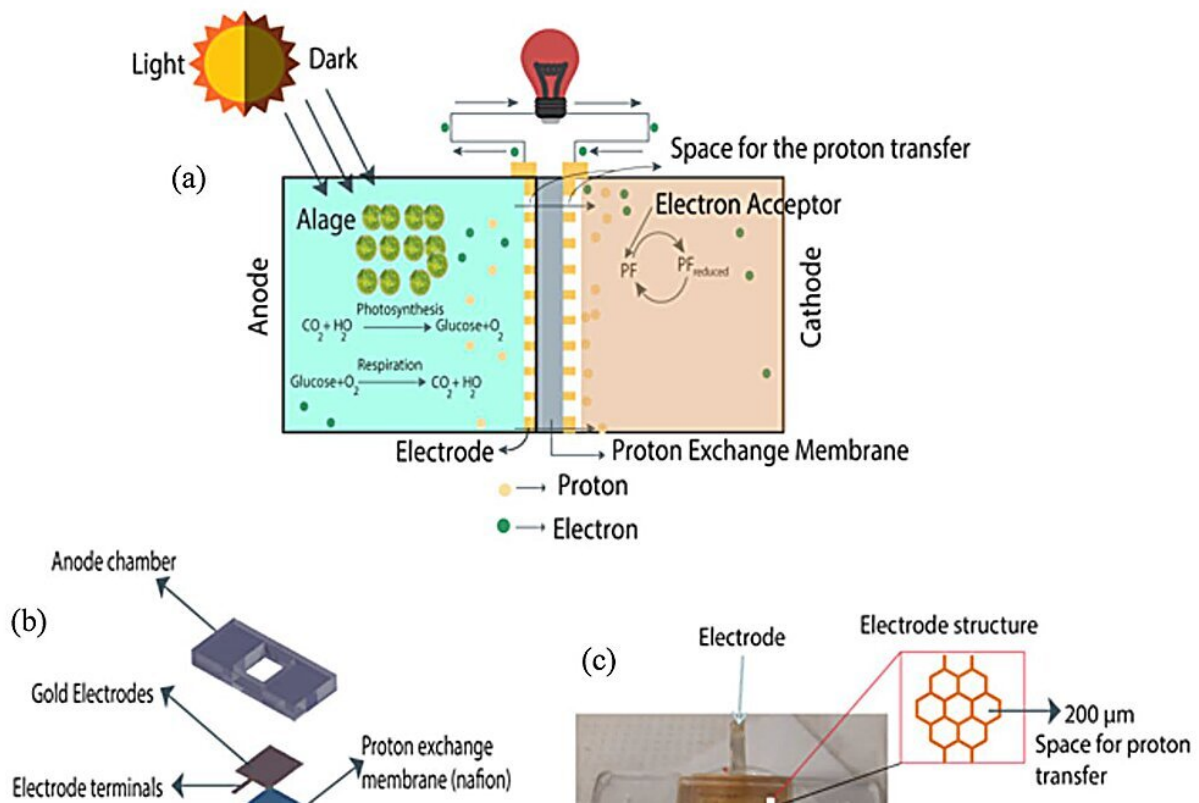 Light
Dark
(a)
Space for the proton transfer
Alage
Electron Acceptor
PF
PFreduced
Anode
Cathode
Photosynthesis
CO2 + H2O
Glucose+O2
Respiration
Glucose+O2
CO2 + H2O
Electrode
Proton Exchange Membrane
Proton
Electron
Anode chamber
(b)
Gold Electrodes
Electrode terminals
Proton exchange
membrane (nafion)
(c)
Electrode
Electrode structure
200 μm
Space for proton
transfer